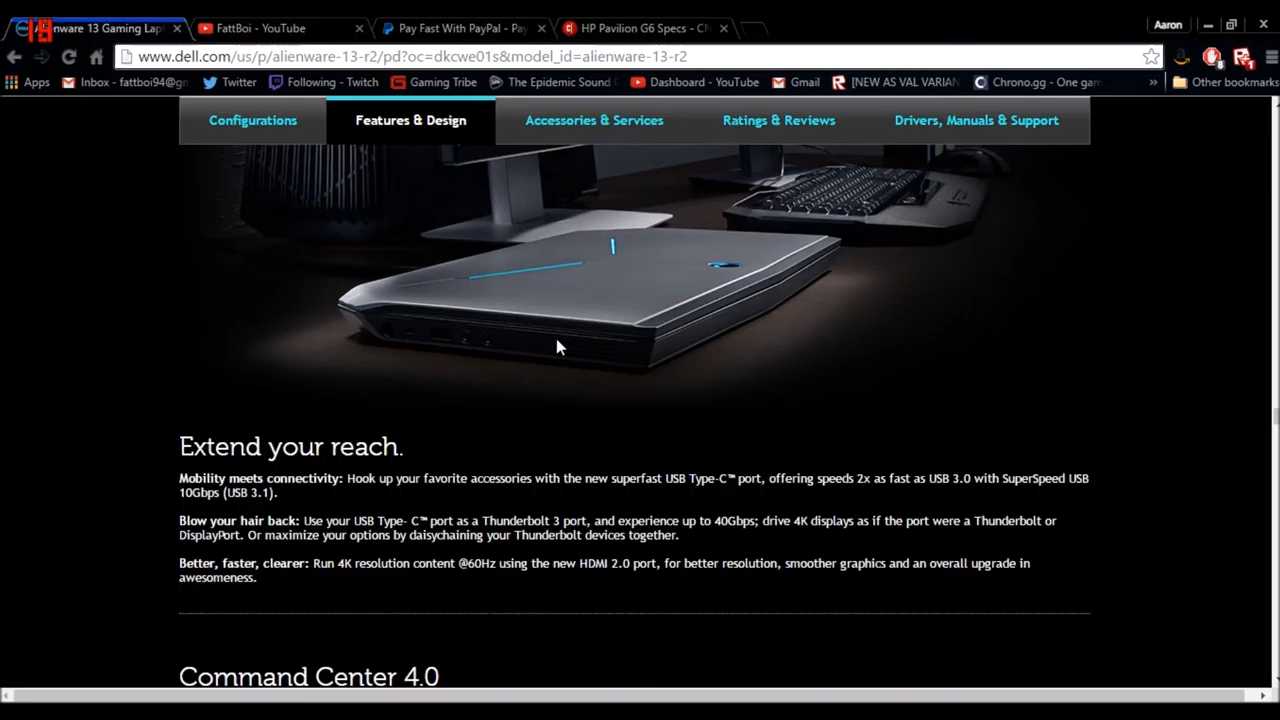 enware 13 Gaming Lapt
FattBoi - YouTube
Pay Fast With PayPal - Pay
HP Pavilion G6 Specs - C
Aaron
19
www.dell.com/us/p/alienware-13-r2/pd?oc=dkcwe01s&model_id=alienware-13-r2
Apps
Inbox - fattboi94@gm
Twitter
Following - Twitch
Gaming Tribe
The Epidemic Sound
Dashboard - YouTube
Gmail
[NEW AS VAL VARIAN
Chrono.gg - One gam
»
Other bookmarks
Configurations
Features & Design
Accessories & Services
Ratings & Reviews
Drivers, Manuals & Support
Extend your reach.
Mobility meets connectivity: Hook up your favorite accessories with the new superfast USB Type-C™ port, offering speeds 2x as fast as USB 3.0 with SuperSpeed USB
10Gbps (USB 3.1).
Blow your hair back: Use your USB Type- C™ port as a Thunderbolt 3 port, and experience up to 40Gbps; drive 4K displays as if the port were a Thunderbolt or
DisplayPort. Or maximize your options by daisychaining your Thunderbolt devices together.
Better, faster, clearer: Run 4K resolution content @60Hz using the new HDMI 2.0 port, for better resolution, smoother graphics and an overall upgrade in
awesomeness.
Command Center 4.0